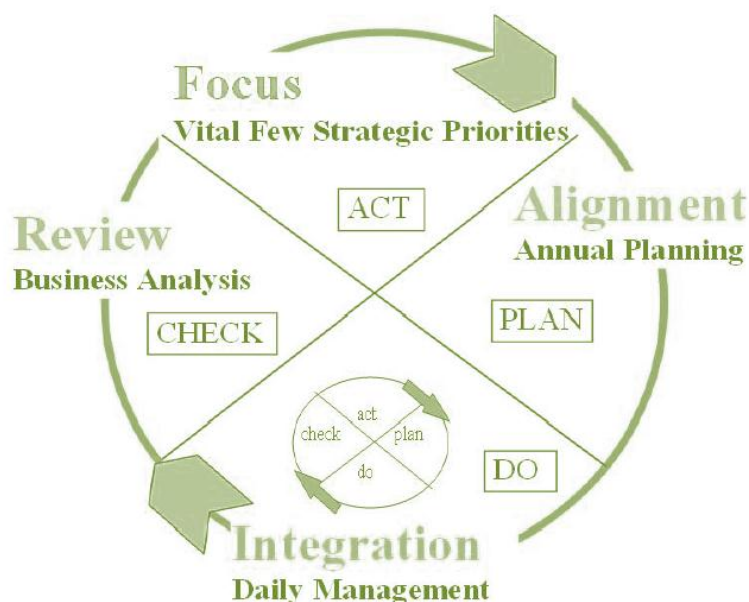 Focus
Vital Few Strategic Priorities
ACT
Alignment
Annual Planning
Review
Business Analysis
PLAN
CHECK
act
check
plan
do
DO
Integration
Daily Management